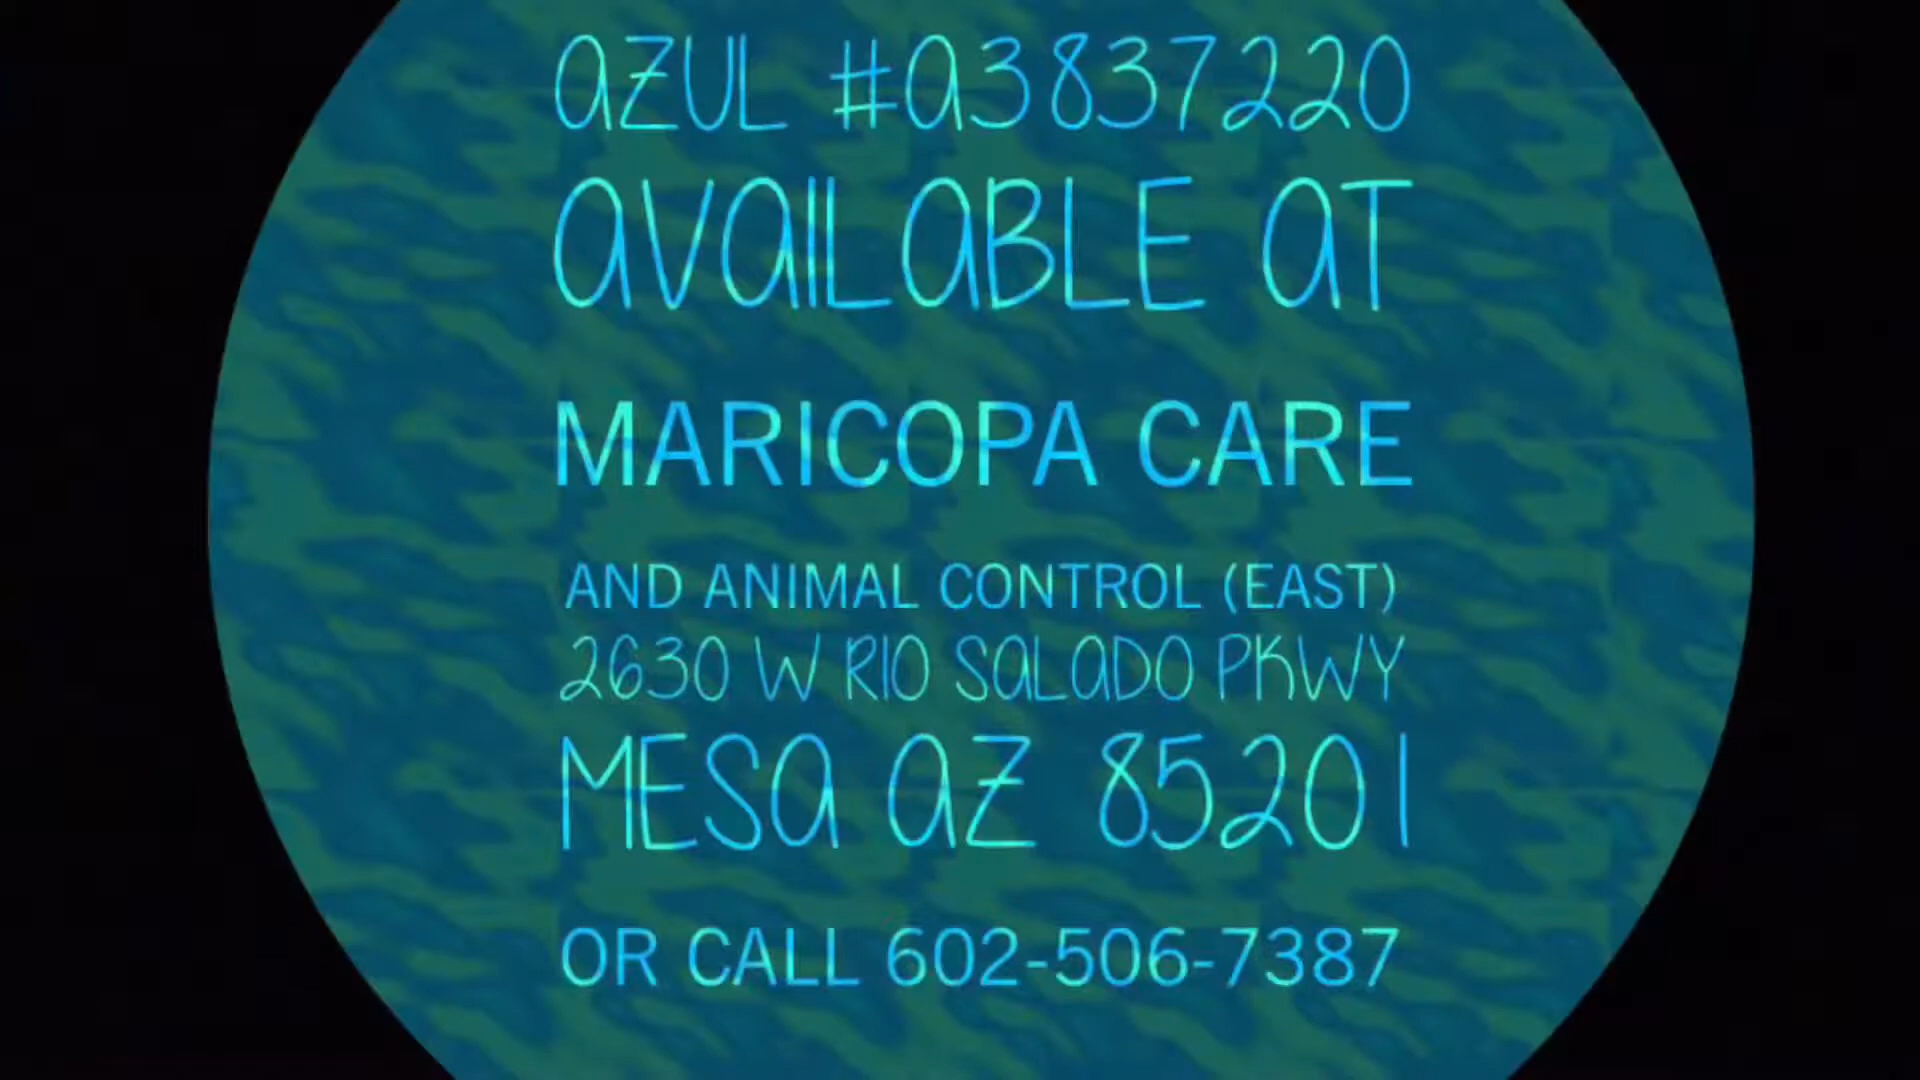 AZUL #A3837220
AVAILABLE AT
MARICOPA CARE
AND ANIMAL CONTROL (EAST)
2630 W RIO SALADO PKWY
MESA AZ 85201
OR CALL 602-506-7387